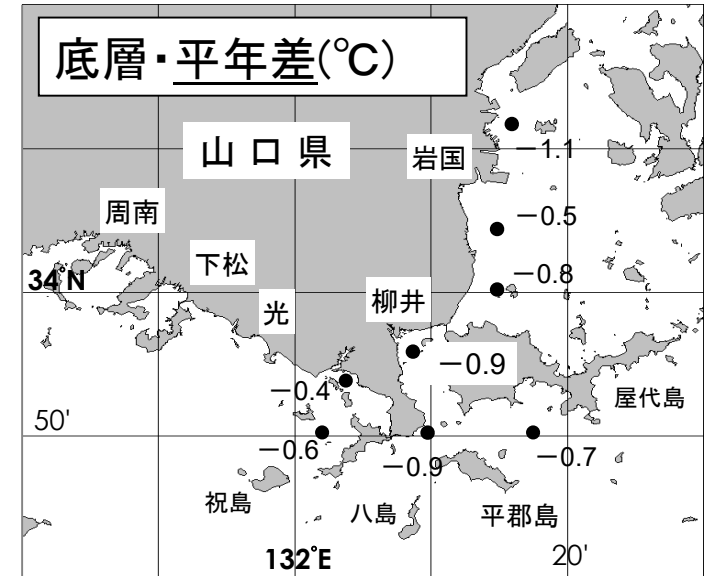 底層・平年差(℃)
山口県
岩国
−1.1
周南
−0.5
下松
−0.8
34°N
光
柳井
−0.9
−0.4
屋代島
50'
−0.6
−0.9
−0.7
祝島
八島
平郡島
132°E
20'